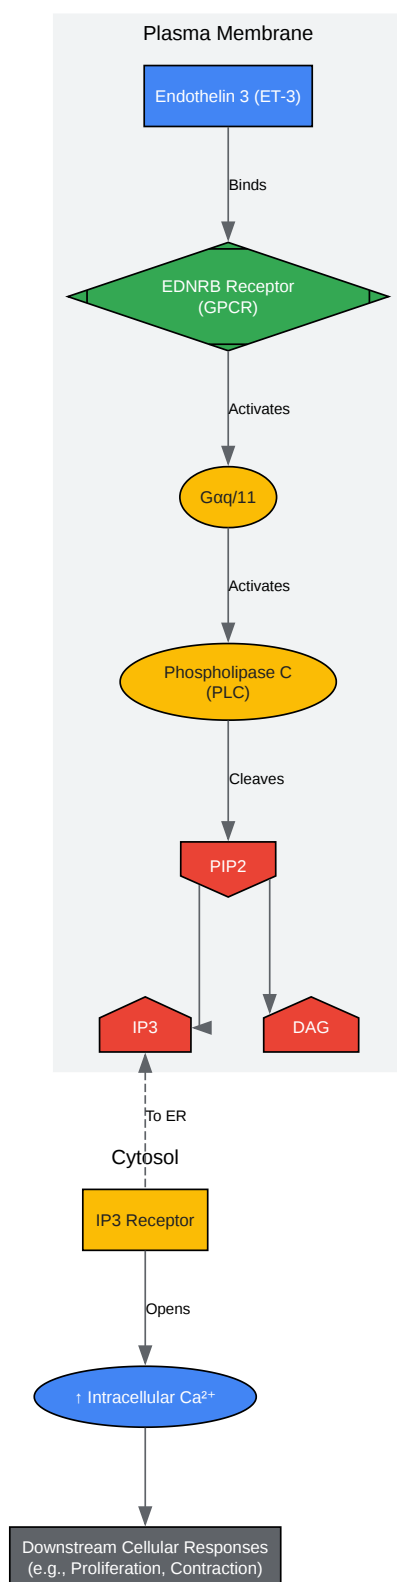 Plasma Membrane
Endothelin 3 (ET-3)
Binds
EDNRB Receptor
(GPCR)
Activates
Gαq/11
Activates
Phospholipase C
(PLC)
Cleaves
PIP2
IP3
DAG
To ER
Cytosol
IP3 Receptor
Opens
↑ Intracellular Ca²⁺
Downstream Cellular Responses
(e.g., Proliferation, Contraction)